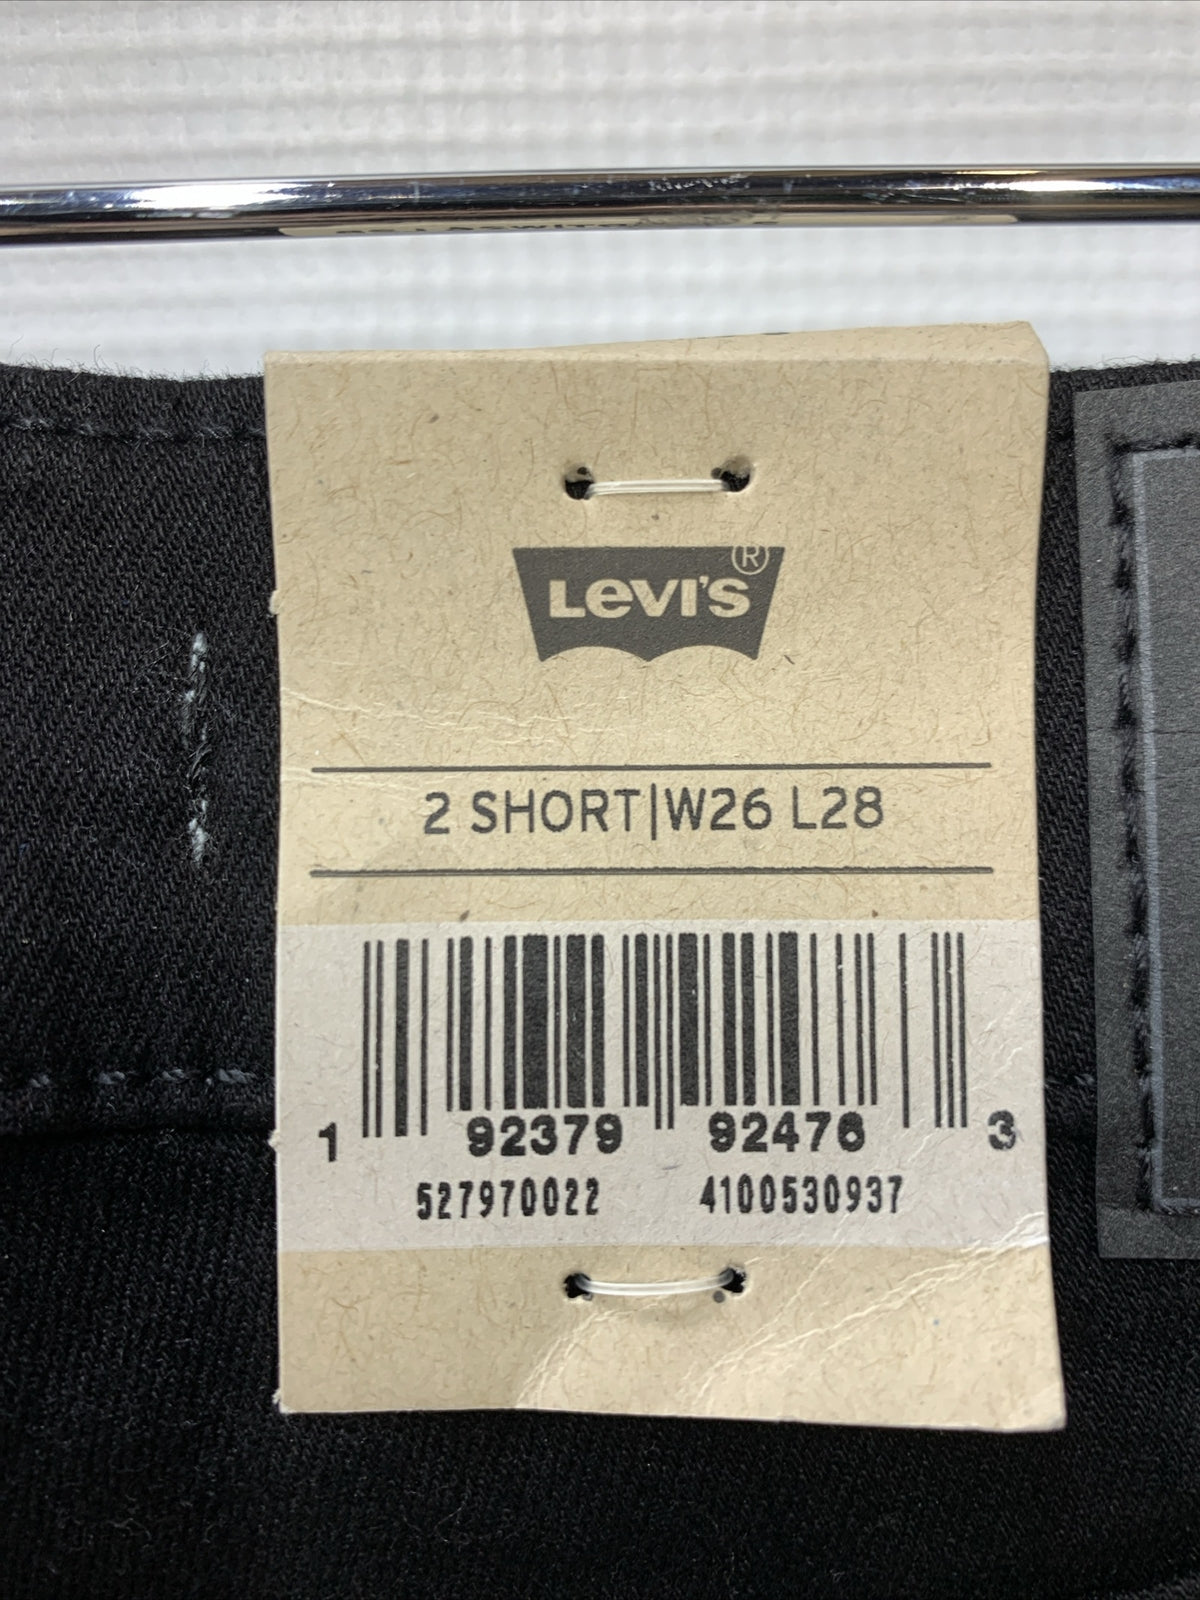 LEVI'S ®
2 SHORT|W26 L28
1 92379 92476 3
527970022 4100530937